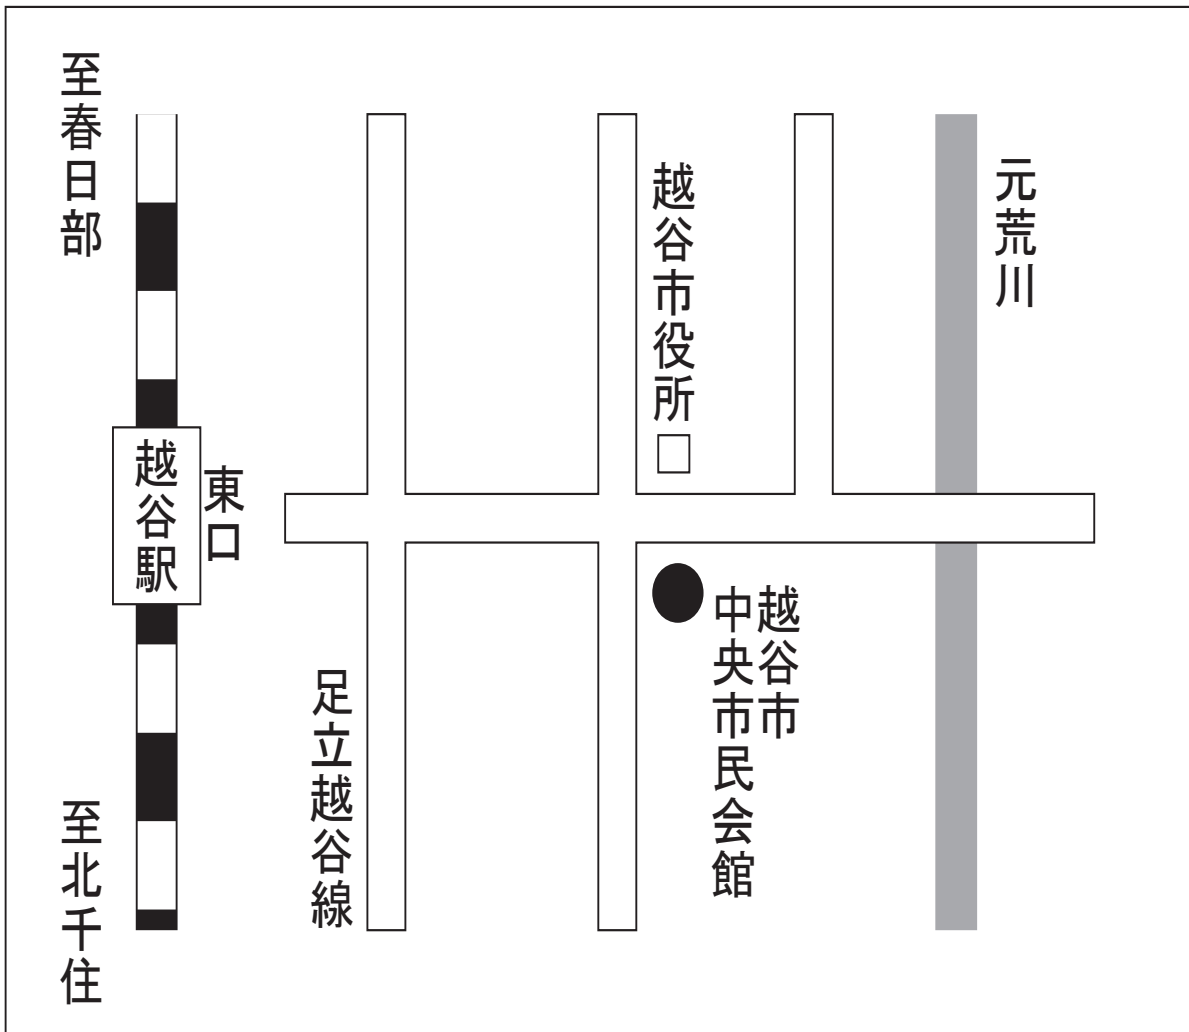 至春日部
越谷駅
東口
至北千住
足立越谷線
越谷市役所
越谷市
中央市民会館
元荒川